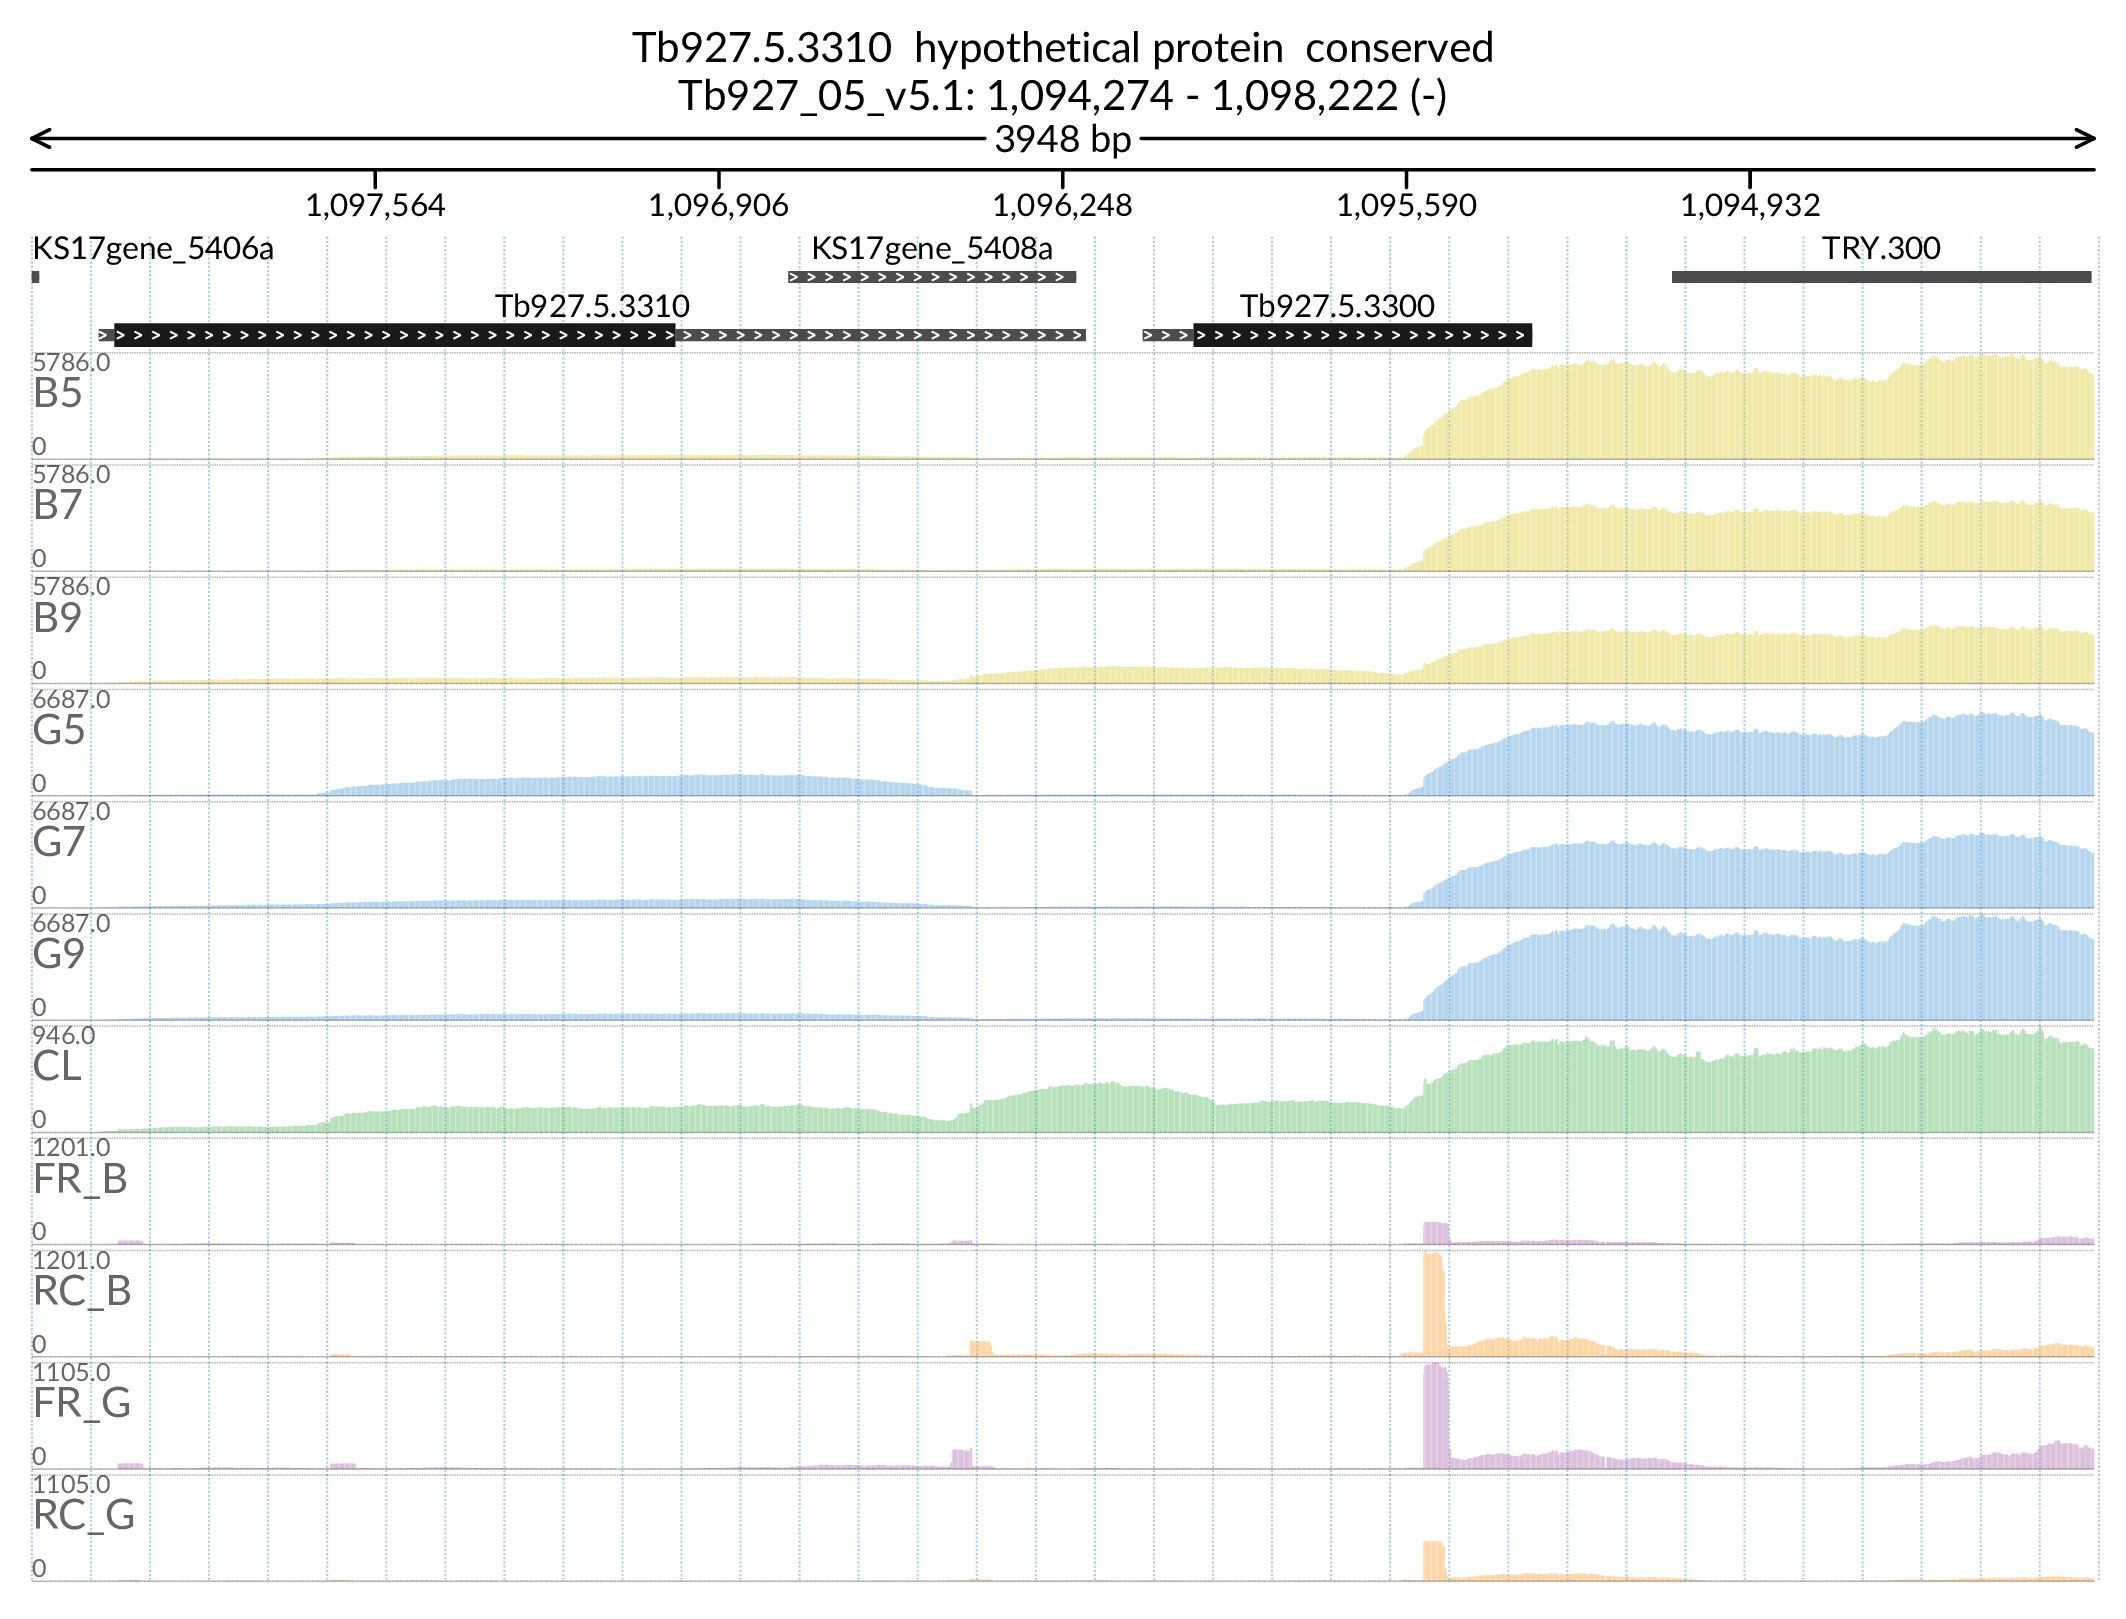 Tb927.5.3310  hypothetical protein  conserved
Tb927_05_v5.1: 1,094,274 - 1,098,222 (-)
3948 bp
1,097,564 1,096,906 1,096,248 1,095,590 1,094,932
KS17gene_5406a KS17gene_5408a TRY.300
Tb927.5.3310 Tb927.5.3300
5786.0
B5
0
5786.0
B7
0
5786.0
B9
0
6687.0
G5
0
6687.0
G7
0
6687.0
G9
0
946.0
CL
0
1201.0
FR_B
0
1201.0
RC_B
0
1105.0
FR_G
0
1105.0
RC_G
0